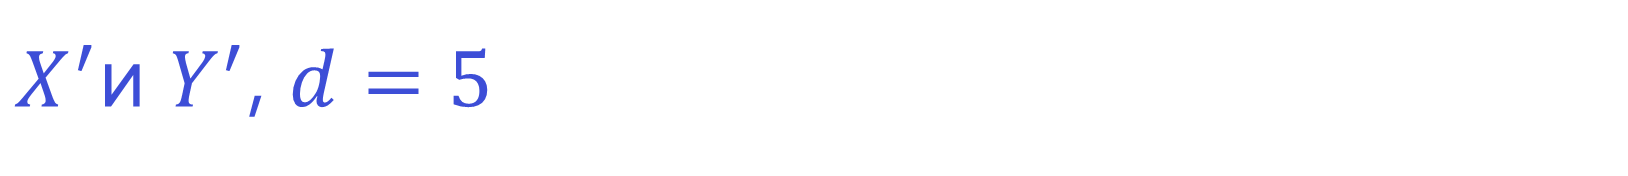 X′и Y′, d = 5